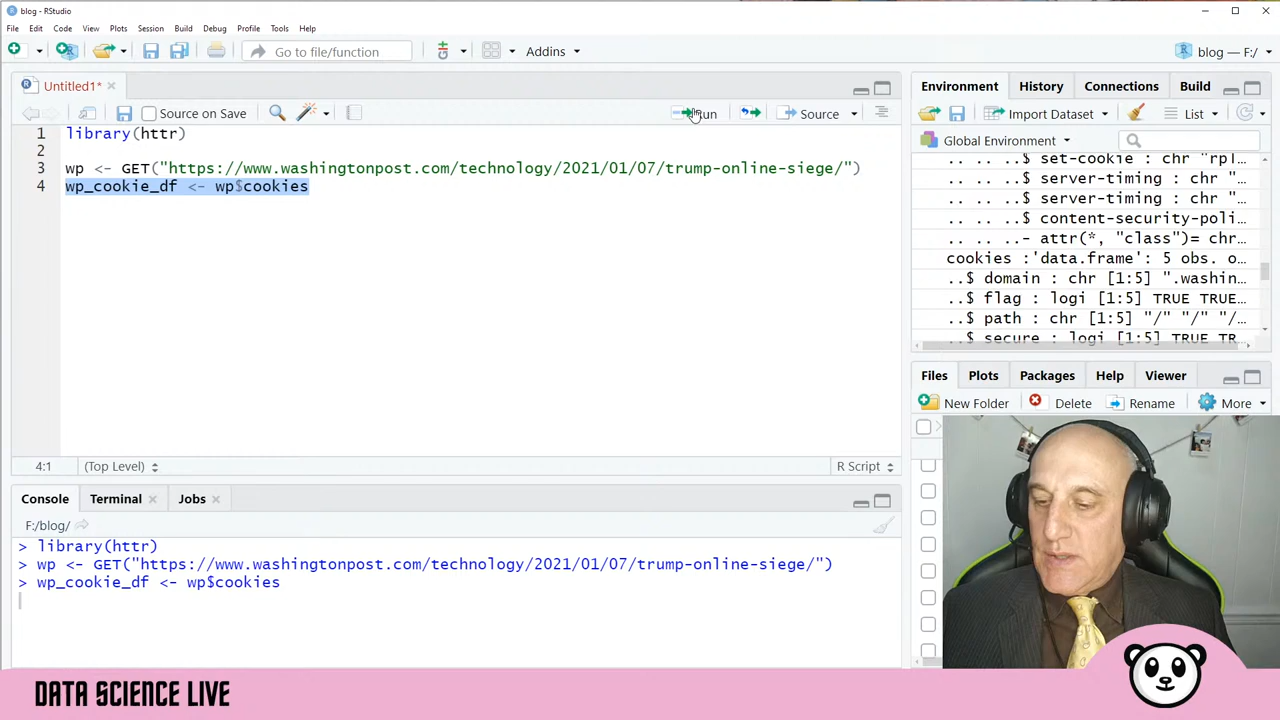 blog - RStudio
File Edit Code View Plots Session Build Debug Profile Tools Help
Go to file/function Addins blog — F:/
Untitled1*
Source on Save Run Source
1 library(httr)
2
3 wp <- GET("https://www.washingtonpost.com/technology/2021/01/07/trump-online-siege/")
4 wp_cookie_df <- wp$cookies
4:1 (Top Level) R Script
Console Terminal Jobs
F:/blog/
> library(httr)
> wp <- GET("https://www.washingtonpost.com/technology/2021/01/07/trump-online-siege/")
> wp_cookie_df <- wp$cookies
Environment History Connections Build
Import Dataset List
Global Environment
.. .. ..$ set-cookie : chr "rpl…
.. .. ..$ server-timing : chr "…
.. .. ..$ server-timing : chr "…
.. .. ..$ content-security-poli…
.. .. ..- attr(*, "class")= chr…
cookies :'data.frame': 5 obs. o…
..$ domain : chr [1:5] ".washin…
..$ flag : logi [1:5] TRUE TRUE…
..$ path : chr [1:5] "/" "/" "/…
..$ secure : logi [1:5] TRUE TR…
Files Plots Packages Help Viewer
New Folder Delete Rename More
DATA SCIENCE LIVE